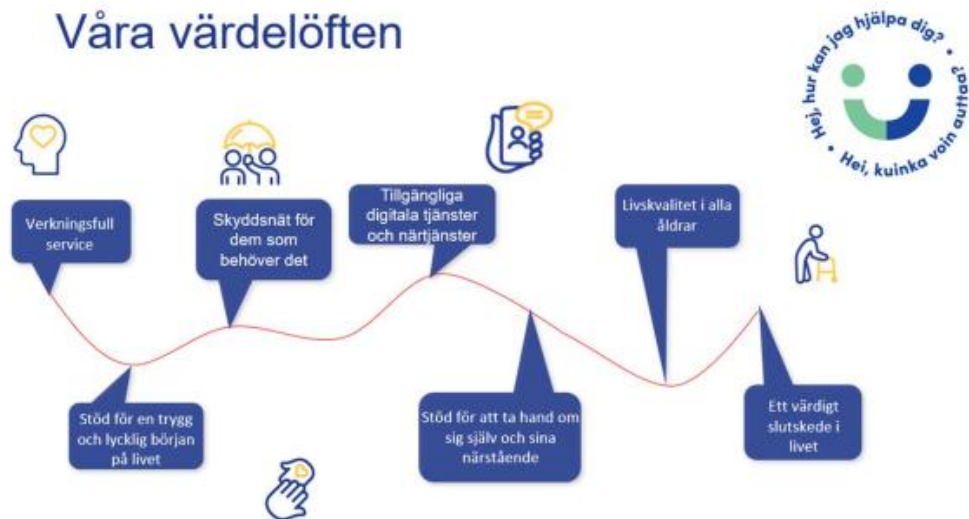 Våra värdelöften
Hej, hur kan jag hjälpa dig? •
Hei, kuinka voin auttaa? •
Verkningsfull
service
Skyddsnät för
dem som
behöver det
Tillgängliga
digitala tjänster
och närtjänster
Livskvalitet i alla
åldrar
Stöd för en trygg
och lycklig början
på livet
Stöd för att ta hand om
sig själv och sina
närstående
Ett värdigt
slutskede i
livet